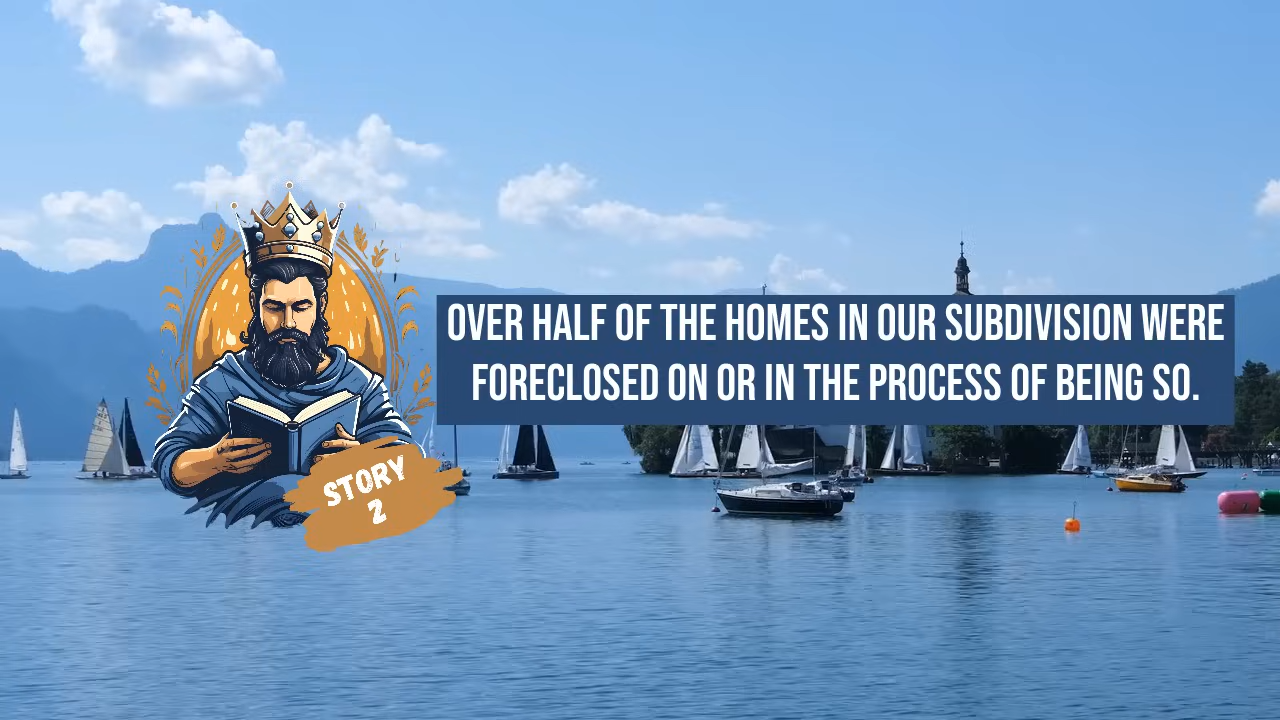 OVER HALF OF THE HOMES IN OUR SUBDIVISION WERE
FORECLOSED ON OR IN THE PROCESS OF BEING SO.
STORY
2